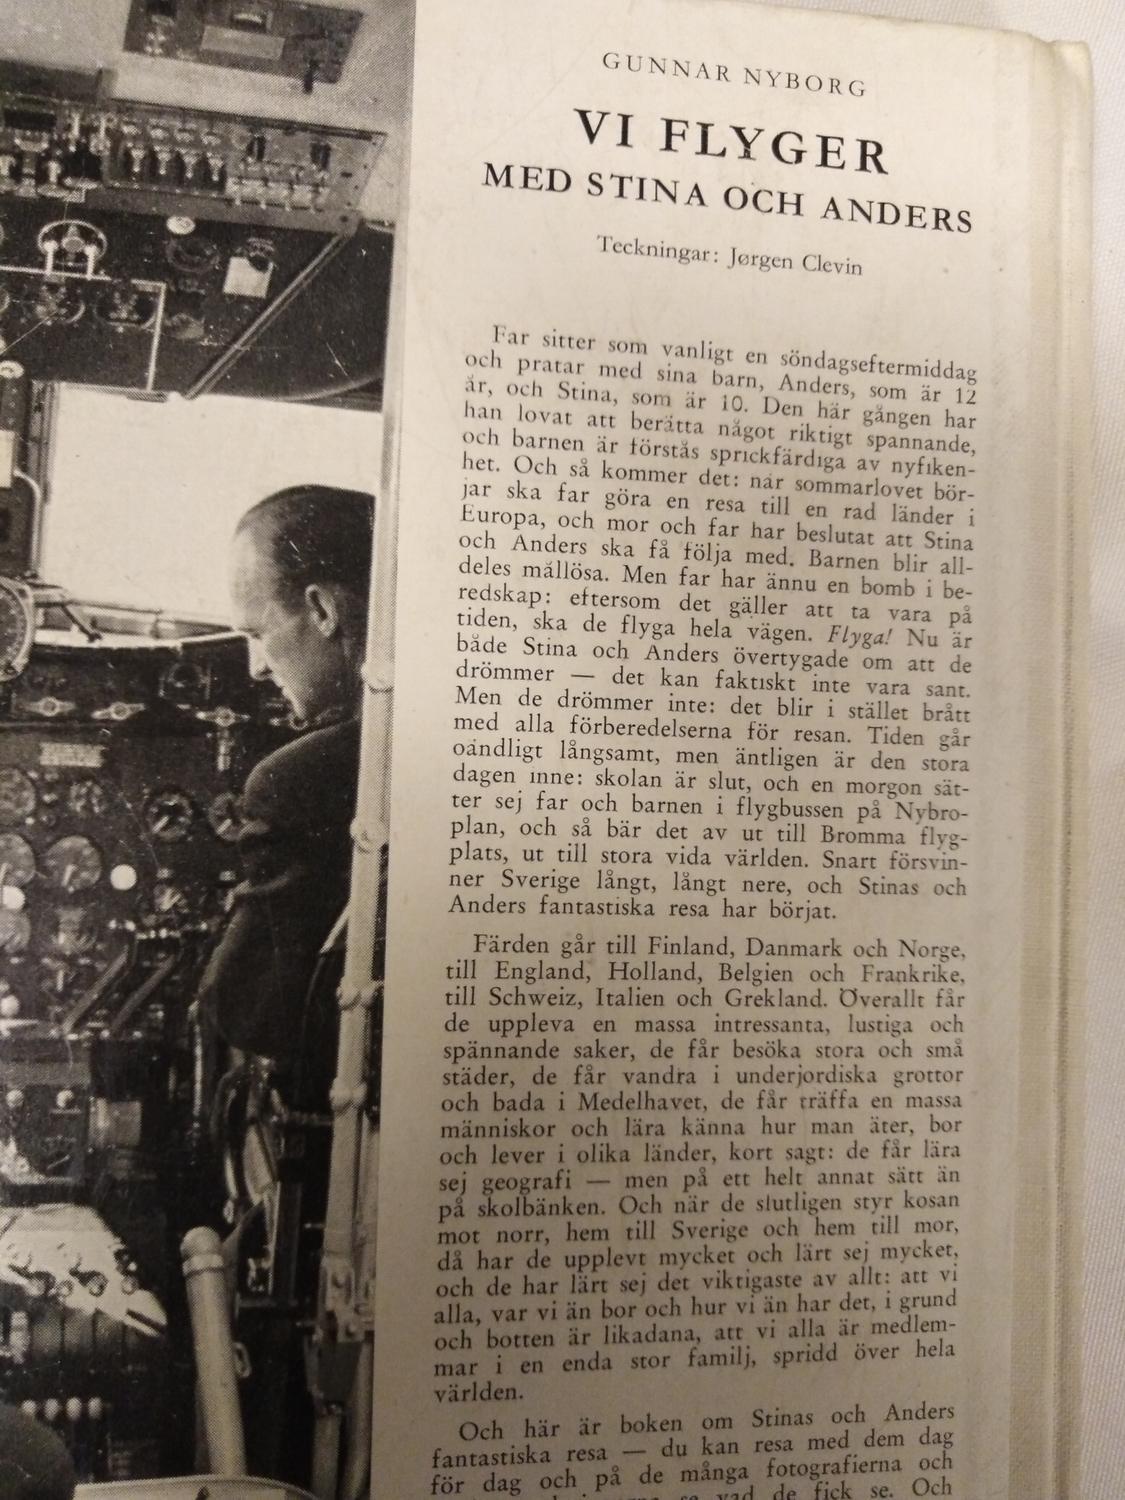 GUNNAR NYBORG
VI FLYGER
MED STINA OCH ANDERS
Teckningar: Jørgen Clevin
Far sitter som vanligt en söndagseftermiddag
och pratar med sina barn, Anders, som är 12
år, och Stina, som är 10. Den här gången har
han lovat att berätta något riktigt spannande,
och barnen är förstås sprickfärdiga av nyfiken-
het. Och så kommer det: när sommarlovet bör-
jar ska far göra en resa till en rad länder i
Europa, och mor och far har beslutat att Stina
och Anders ska få följa med. Barnen blir all-
deles mållösa. Men far har ännu en bomb i be-
redskap: eftersom det gäller att ta vara på
tiden, ska de flyga hela vägen. Flyga! Nu är
både Stina och Anders övertygade om att de
drömmer — det kan faktiskt inte vara sant.
Men de drömmer inte: det blir i stället brått
med alla förberedelserna för resan. Tiden går
oändligt långsamt, men äntligen är den stora
dagen inne: skolan är slut, och en morgon sät-
ter sej far och barnen i flygbussen på Nybro-
plan, och så bär det av ut till Bromma flyg-
plats, ut till stora vida världen. Snart försvin-
ner Sverige långt, långt nere, och Stinas och
Anders fantastiska resa har börjat.
Färden går till Finland, Danmark och Norge,
till England, Holland, Belgien och Frankrike,
till Schweiz, Italien och Grekland. Överallt får
de uppleva en massa intressanta, lustiga och
spännande saker, de får besöka stora och små
städer, de får vandra i underjordiska grottor
och bada i Medelhavet, de får träffa en massa
människor och lära känna hur man äter, bor
och lever i olika länder, kort sagt: de får lära
sej geografi — men på ett helt annat sätt än
på skolbänken. Och när de slutligen styr kosan
mot norr, hem till Sverige och hem till mor,
då har de upplevt mycket och lärt sej mycket,
och de har lärt sej det viktigaste av allt: att vi
alla, var vi än bor och hur vi än har det, i grund
och botten är likadana, att vi alla är medlem-
mar i en enda stor familj, spridd över hela
världen.
Och här är boken om Stinas och Anders
fantastiska resa — du kan resa med dem dag
för dag och på de många fotografierna och
se vad de fick se. Och